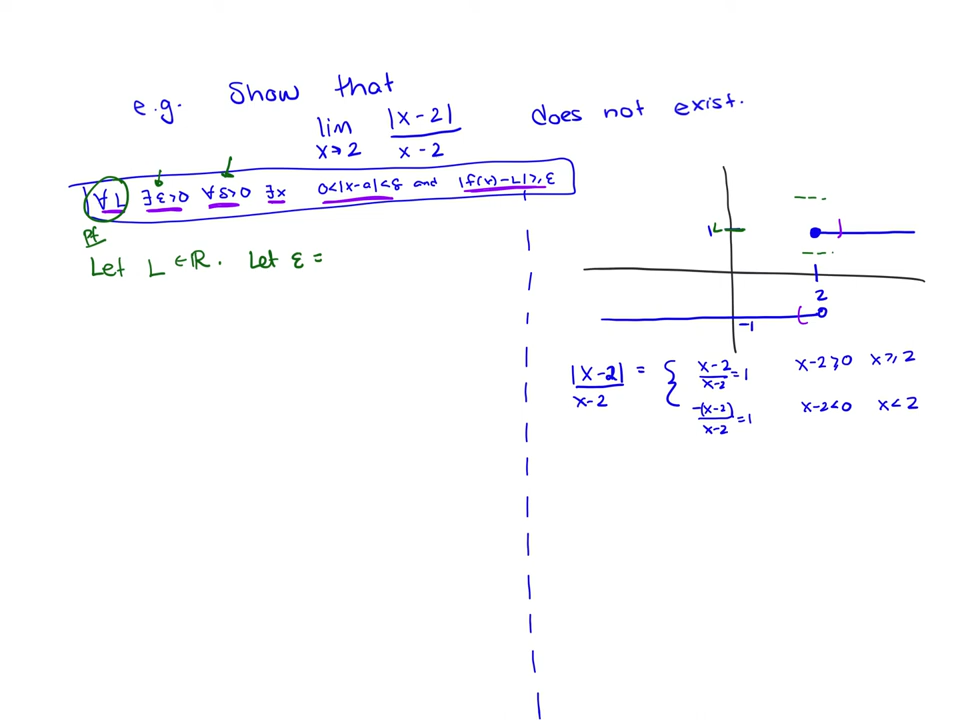 e.g. Show that
lim x→2 |x-2|/(x-2) does not exist.
∀L ∃ε>0 ∀δ>0 ∃x 0<|x-a|<δ and |f(x)-L|≥ε
Pf
Let L ∈ ℝ. Let ε =
1 L
1
2
-1
|x-2|/(x-2) = { (x-2)/(x-2) = 1 x-2≥0 x≥2
-(x-2)/(x-2) = 1 x-2<0 x<2